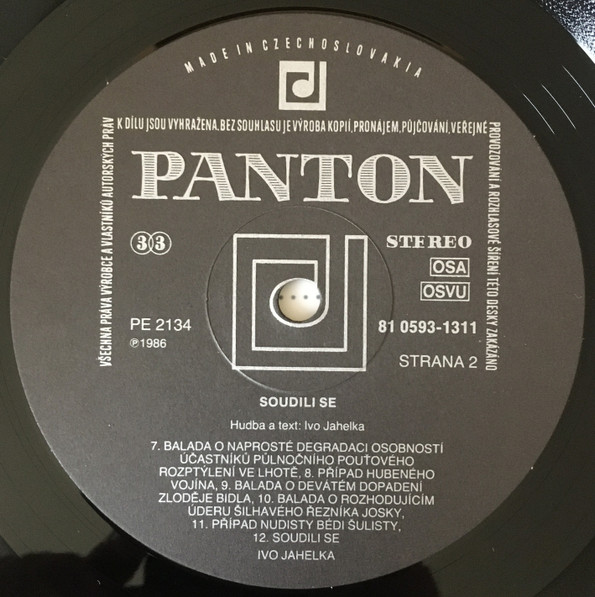 MADE IN CZECHOSLOVAKIA
VŠECHNA PRÁVA VÝROBCE A VLASTNÍKŮ AUTORSKÝCH PRÁV
K DÍLU JSOU VYHRAŽENA. BEZ SOUHLASU JE VÝROBA KOPIÍ, PRONÁJEM, PŮJČOVÁNÍ, VEŘEJNÉ
PROVOZOVÁNÍ A ROZHLASOVÉ ŠÍŘENÍ TÉTO DESKY ZAKÁZÁNO
PANTON
33
STEREO
OSA
OSVU
PE 2134
℗1986
81 0593-1311
STRANA 2
SOUDILI SE
Hudba a text: Ivo Jahelka
7. BALADA O NAPROSTÉ DEGRADACI OSOBNOSTÍ
ÚČASTNÍKŮ PŮLNOČNÍHO POUŤOVÉHO
ROZPTÝLENÍ VE LHOTĚ, 8. PŘÍPAD HUBENÉHO
VOJÍNA, 9. BALADA O DEVÁTÉM DOPADENÍ
ZLODĚJE BIDLA, 10. BALADA O ROZHODUJÍCÍM
ÚDERU ŠILHAVÉHO ŘEZNÍKA JOSKY,
11. PŘÍPAD NUDISTY BÉDI ŠULISTY,
12. SOUDILI SE
IVO JAHELKA